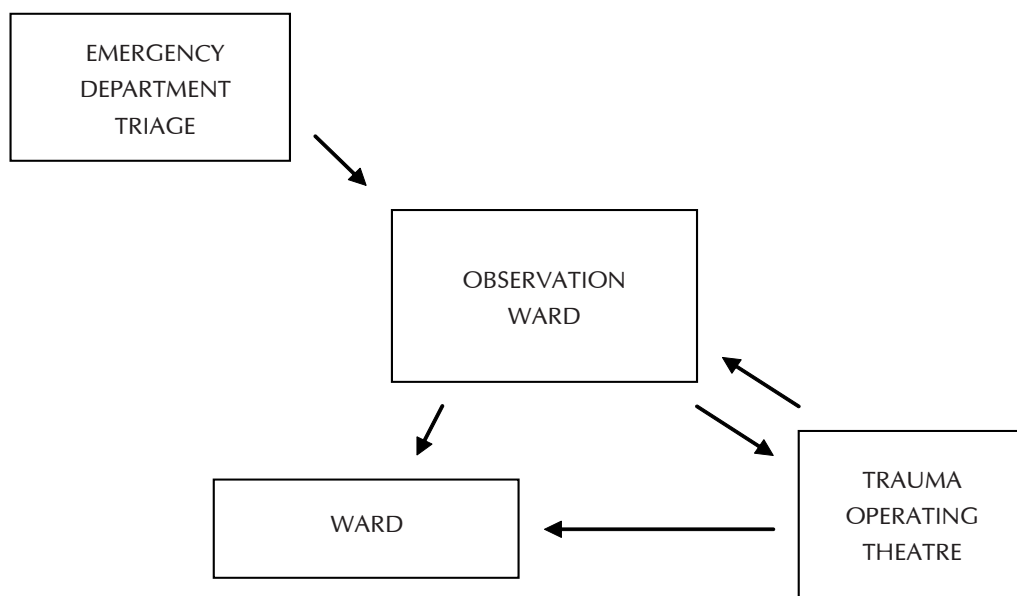 EMERGENCY
DEPARTMENT
TRIAGE
OBSERVATION
WARD
WARD
TRAUMA
OPERATING
THEATRE